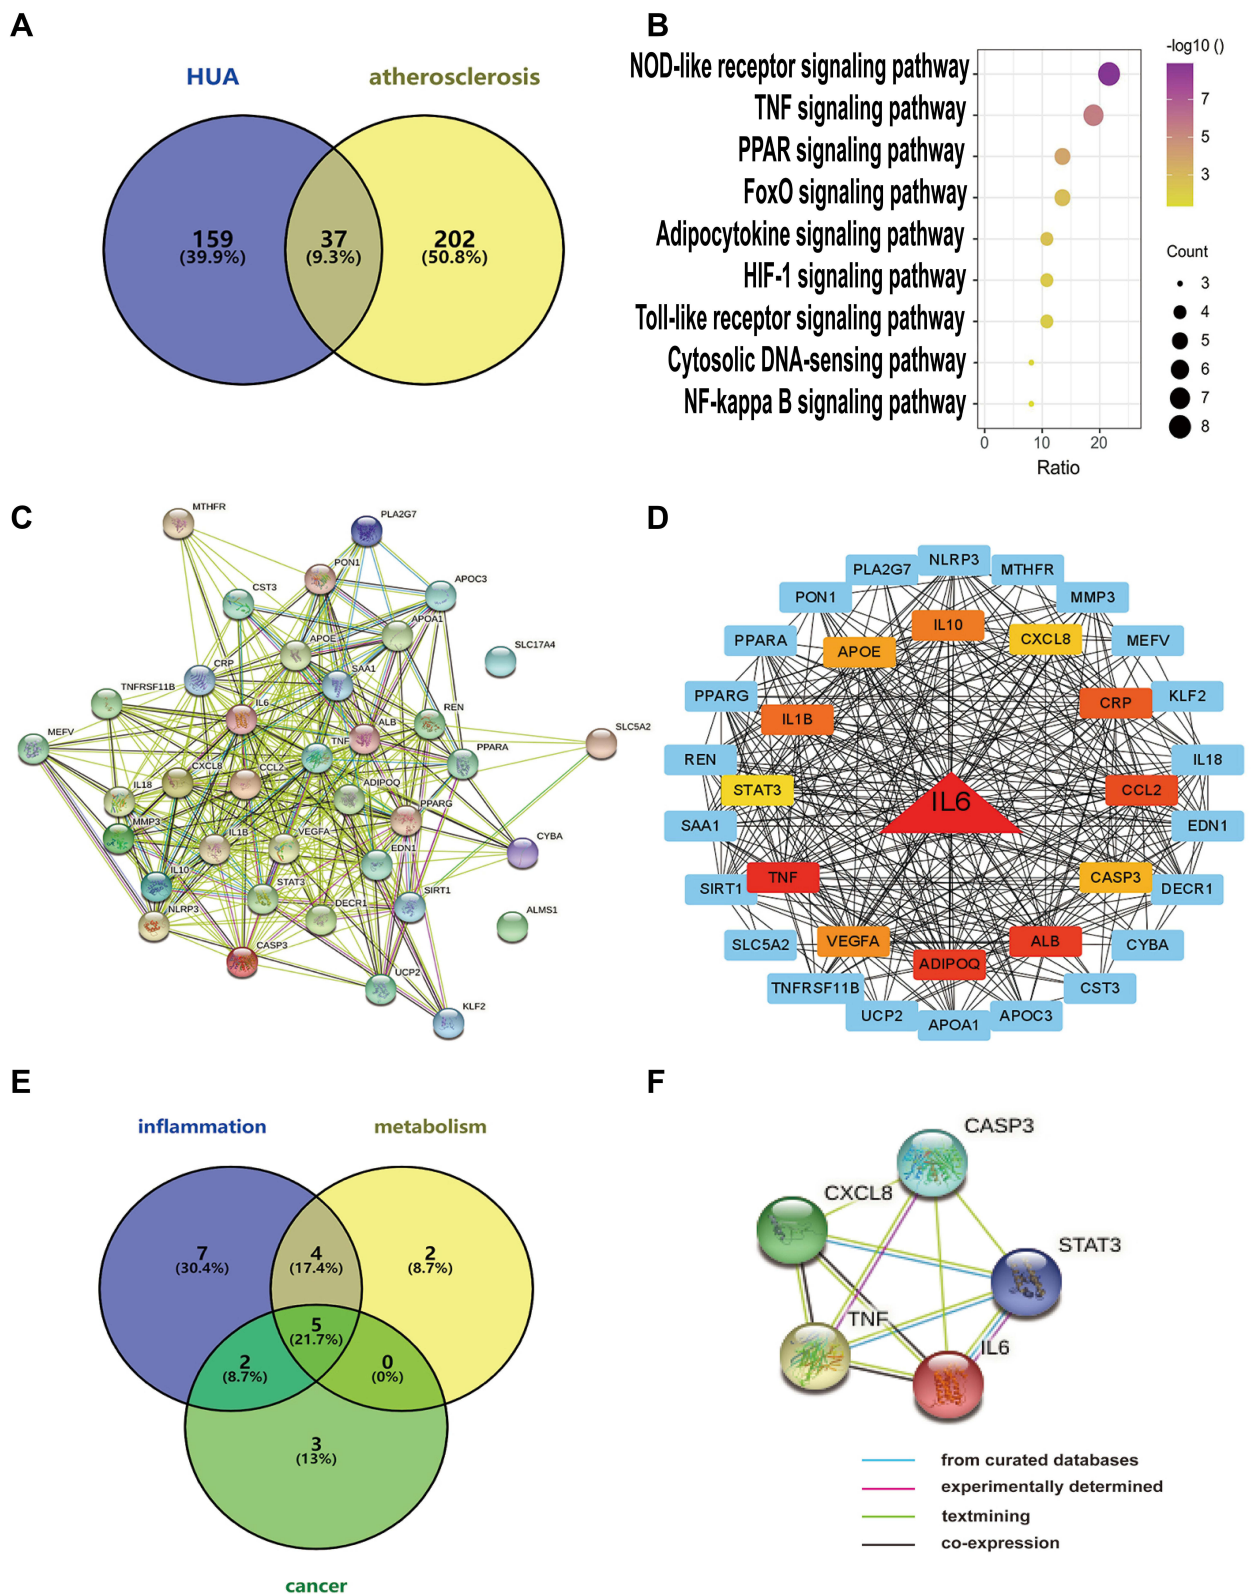 A
HUA
atherosclerosis
159
(39.9%)
37
(9.3%)
202
(50.8%)
B
NOD-like receptor signaling pathway
TNF signaling pathway
PPAR signaling pathway
FoxO signaling pathway
Adipocytokine signaling pathway
HIF-1 signaling pathway
Toll-like receptor signaling pathway
Cytosolic DNA-sensing pathway
NF-kappa B signaling pathway
0
10
20
Ratio
-log10 ()
7
5
3
Count
3
4
5
6
7
8
C
MTHFR
PLA2G7
PON1
CST3
APOC3
APOA1
APOE
SLC17A4
CRP
SAA1
TNFRSF11B
IL6
REN
ALB
SLC5A2
MEFV
TNF
PPARA
CXCL8
CCL2
IL18
ADIPOQ
PPARG
MMP3
IL1B
VEGFA
CYBA
EDN1
IL10
STAT3
SIRT1
NLRP3
DECR1
ALMS1
CASP3
UCP2
KLF2
D
NLRP3
PLA2G7
MTHFR
PON1
MMP3
IL10
PPARA
APOE
CXCL8
MEFV
PPARG
IL1B
CRP
KLF2
REN
IL18
STAT3
IL6
CCL2
SAA1
EDN1
SIRT1
TNF
CASP3
DECR1
SLC5A2
VEGFA
ADIPOQ
ALB
CYBA
TNFRSF11B
CST3
UCP2
APOA1
APOC3
E
inflammation
metabolism
7
(30.4%)
4
(17.4%)
2
(8.7%)
5
(21.7%)
2
(8.7%)
0
(0%)
3
(13%)
cancer
F
CASP3
CXCL8
STAT3
TNF
IL6
from curated databases
experimentally determined
textmining
co-expression